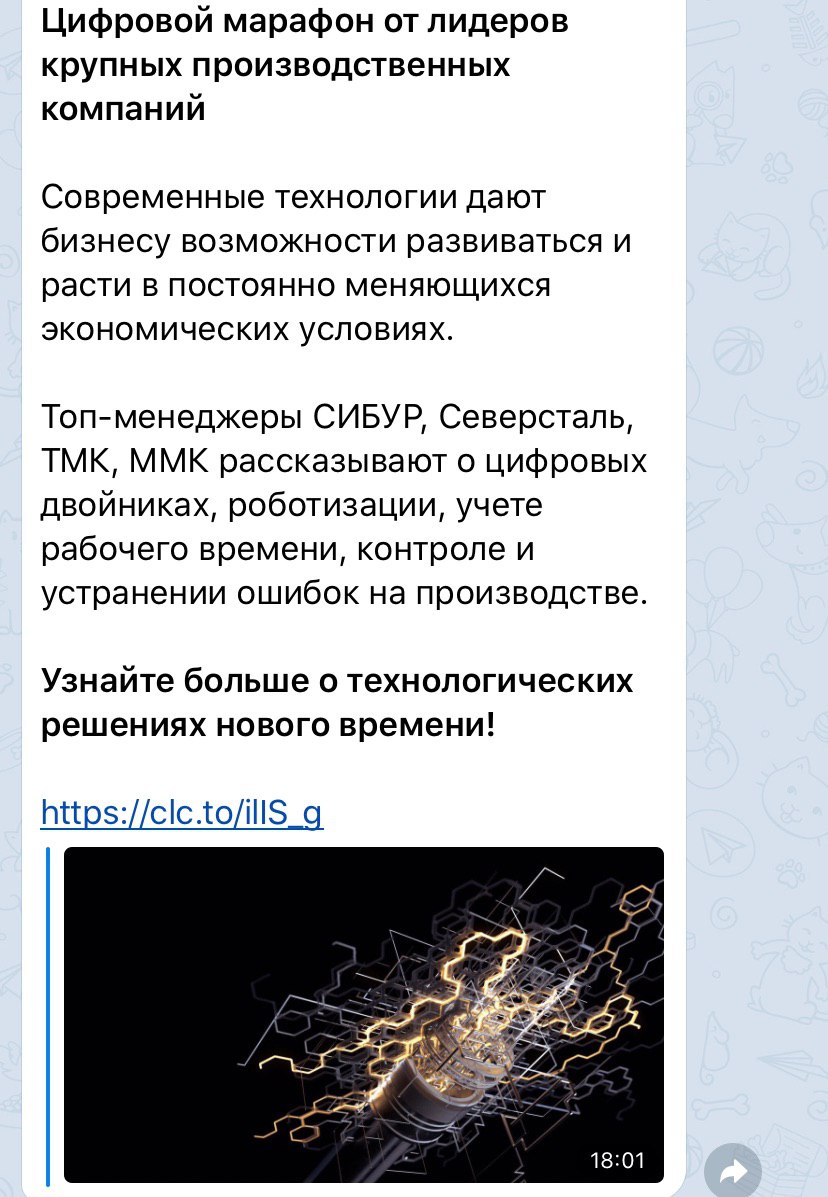 Цифровой марафон от лидеров
крупных производственных
компаний
Современные технологии дают
бизнесу возможности развиваться и
расти в постоянно меняющихся
экономических условиях.
Топ-менеджеры СИБУР, Северсталь,
ТМК, ММК рассказывают о цифровых
двойниках, роботизации, учете
рабочего времени, контроле и
устранении ошибок на производстве.
Узнайте больше о технологических
решениях нового времени!
https://clc.to/ilIS_g
18:01